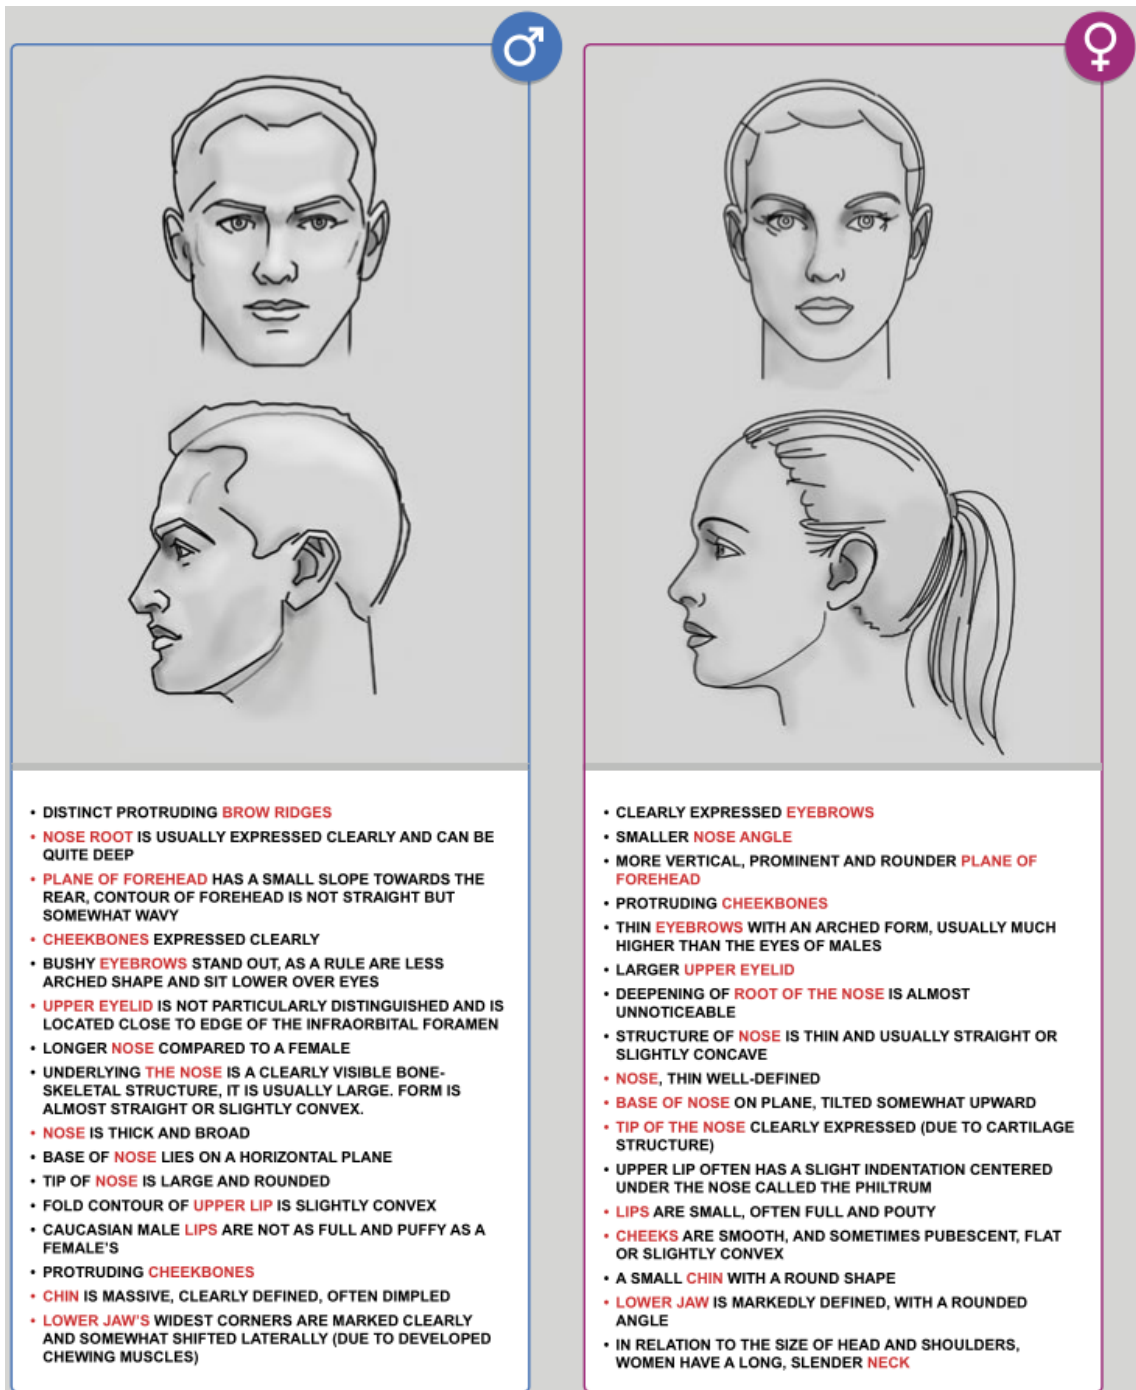 • DISTINCT PROTRUDING BROW RIDGES
• NOSE ROOT IS USUALLY EXPRESSED CLEARLY AND CAN BE
QUITE DEEP
• PLANE OF FOREHEAD HAS A SMALL SLOPE TOWARDS THE
REAR, CONTOUR OF FOREHEAD IS NOT STRAIGHT BUT
SOMEWHAT WAVY
• CHEEKBONES EXPRESSED CLEARLY
• BUSHY EYEBROWS STAND OUT, AS A RULE ARE LESS
ARCHED SHAPE AND SIT LOWER OVER EYES
• UPPER EYELID IS NOT PARTICULARLY DISTINGUISHED AND IS
LOCATED CLOSE TO EDGE OF THE INFRAORBITAL FORAMEN
• LONGER NOSE COMPARED TO A FEMALE
• UNDERLYING THE NOSE IS A CLEARLY VISIBLE BONE-
SKELETAL STRUCTURE, IT IS USUALLY LARGE. FORM IS
ALMOST STRAIGHT OR SLIGHTLY CONVEX.
• NOSE IS THICK AND BROAD
• BASE OF NOSE LIES ON A HORIZONTAL PLANE
• TIP OF NOSE IS LARGE AND ROUNDED
• FOLD CONTOUR OF UPPER LIP IS SLIGHTLY CONVEX
• CAUCASIAN MALE LIPS ARE NOT AS FULL AND PUFFY AS A
FEMALE'S
• PROTRUDING CHEEKBONES
• CHIN IS MASSIVE, CLEARLY DEFINED, OFTEN DIMPLED
• LOWER JAW'S WIDEST CORNERS ARE MARKED CLEARLY
AND SOMEWHAT SHIFTED LATERALLY (DUE TO DEVELOPED
CHEWING MUSCLES)
• CLEARLY EXPRESSED EYEBROWS
• SMALLER NOSE ANGLE
• MORE VERTICAL, PROMINENT AND ROUNDER PLANE OF
FOREHEAD
• PROTRUDING CHEEKBONES
• THIN EYEBROWS WITH AN ARCHED FORM, USUALLY MUCH
HIGHER THAN THE EYES OF MALES
• LARGER UPPER EYELID
• DEEPENING OF ROOT OF THE NOSE IS ALMOST
UNNOTICEABLE
• STRUCTURE OF NOSE IS THIN AND USUALLY STRAIGHT OR
SLIGHTLY CONCAVE
• NOSE, THIN WELL-DEFINED
• BASE OF NOSE ON PLANE, TILTED SOMEWHAT UPWARD
• TIP OF THE NOSE CLEARLY EXPRESSED (DUE TO CARTILAGE
STRUCTURE)
• UPPER LIP OFTEN HAS A SLIGHT INDENTATION CENTERED
UNDER THE NOSE CALLED THE PHILTRUM
• LIPS ARE SMALL, OFTEN FULL AND POUTY
• CHEEKS ARE SMOOTH, AND SOMETIMES PUBESCENT, FLAT
OR SLIGHTLY CONVEX
• A SMALL CHIN WITH A ROUND SHAPE
• LOWER JAW IS MARKEDLY DEFINED, WITH A ROUNDED
ANGLE
• IN RELATION TO THE SIZE OF HEAD AND SHOULDERS,
WOMEN HAVE A LONG, SLENDER NECK